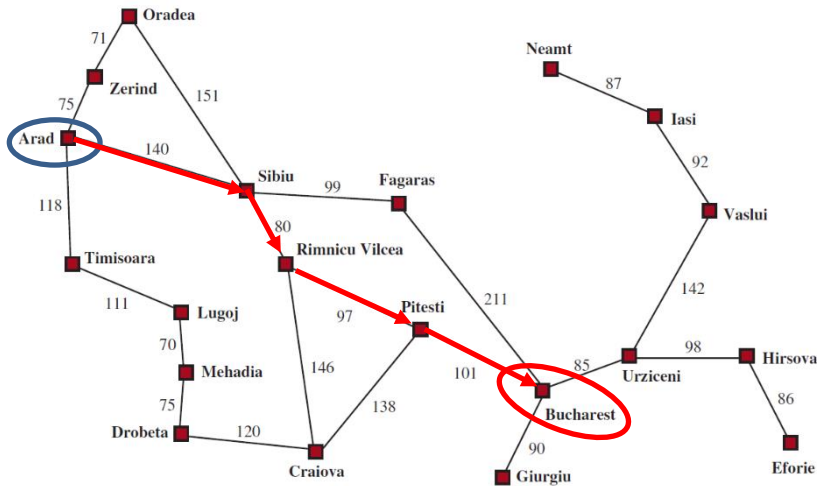 Oradea
71
Neamt
Zerind
87
151
75
Iasi
Arad
140
92
Sibiu
Fagaras
99
118
Vaslui
80
Timisoara
Rimnicu Vilcea
142
211
111
Lugoj
Pitesti
97
70
98
Hirsova
146
85
Mehadia
101
Urziceni
138
86
75
Bucharest
Drobeta
120
90
Craiova
Eforie
Giurgiu